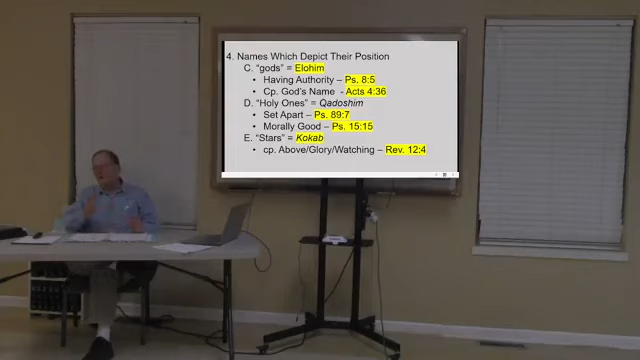 4. Names Which Depict Their Position
C. "gods" = Elohim
• Having Authority – Ps. 8:5
• Cp. God's Name - Acts 4:36
D. "Holy Ones" = Qadoshim
• Set Apart – Ps. 89:7
• Morally Good – Ps. 15:15
E. "Stars" = Kokab
• cp. Above/Glory/Watching – Rev. 12:4